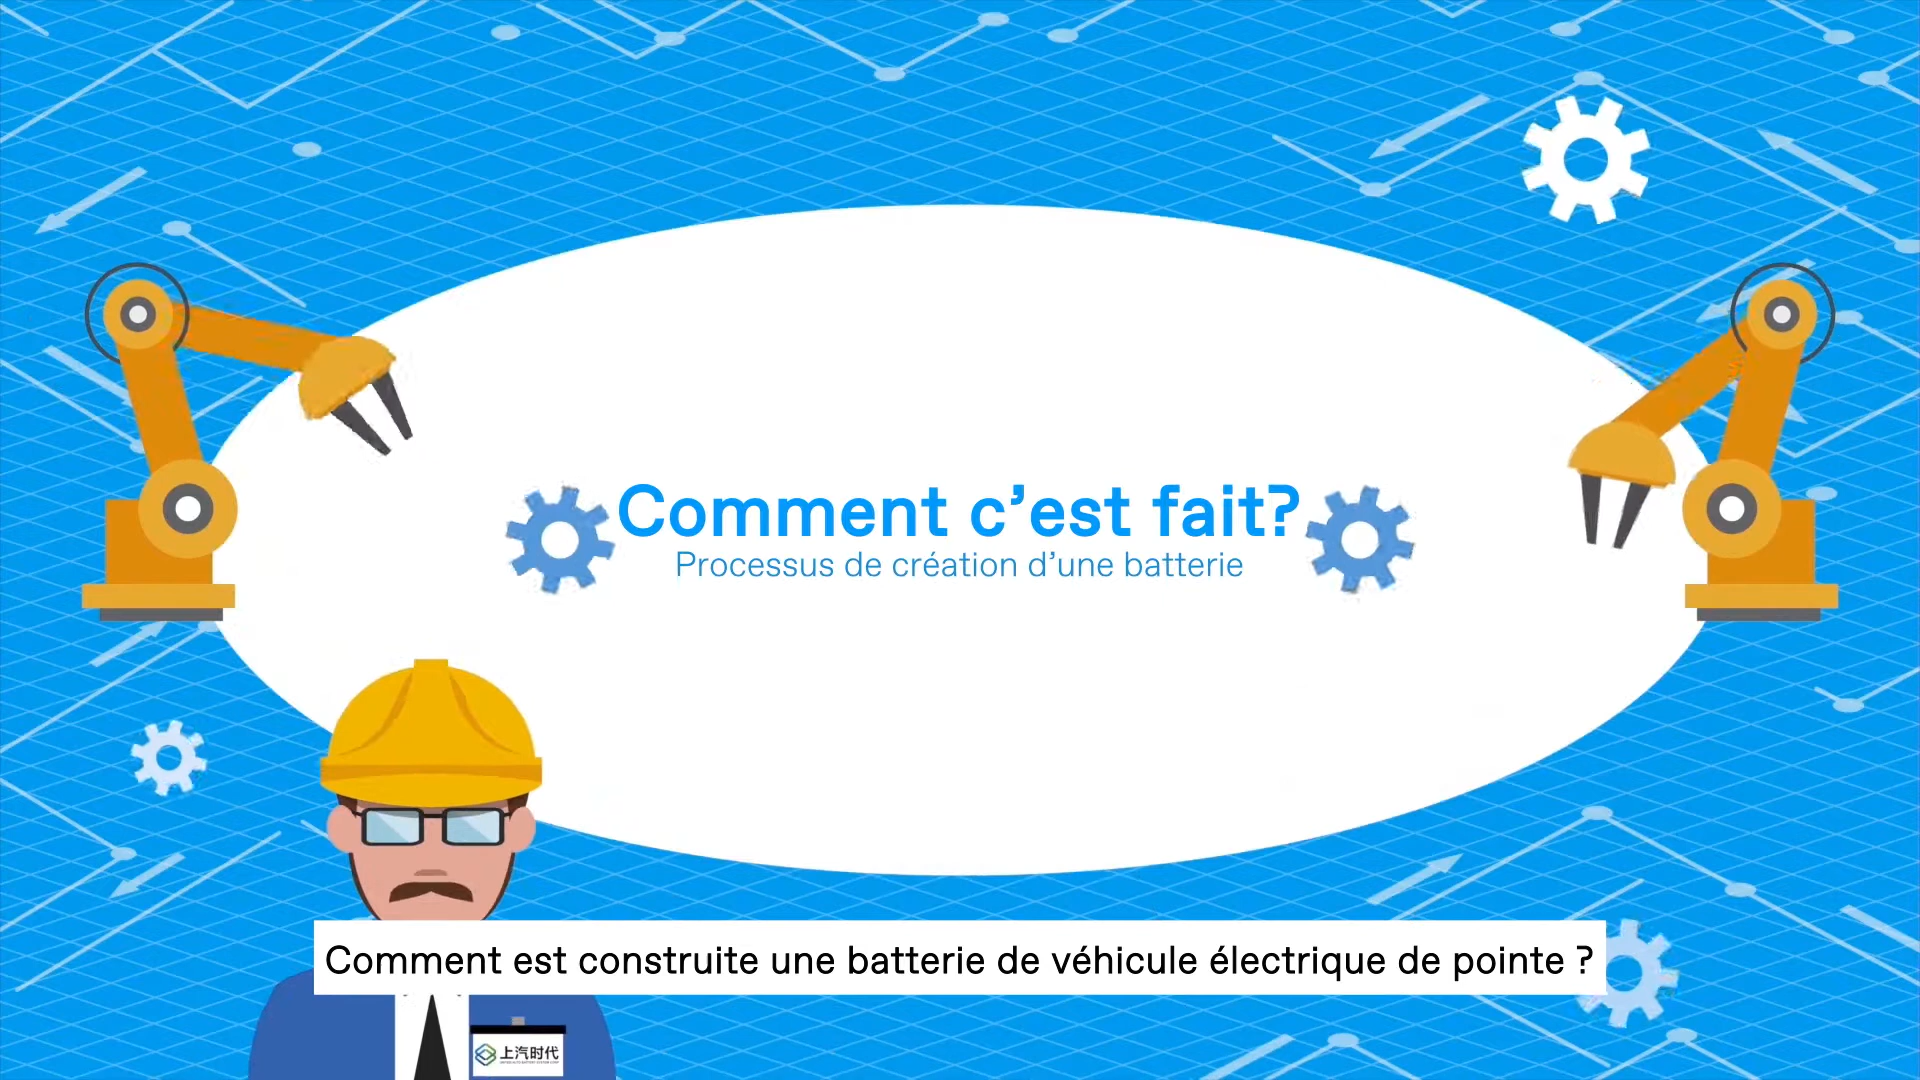 Comment c’est fait?
Processus de création d’une batterie
Comment est construite une batterie de véhicule électrique de pointe ?
上汽时代